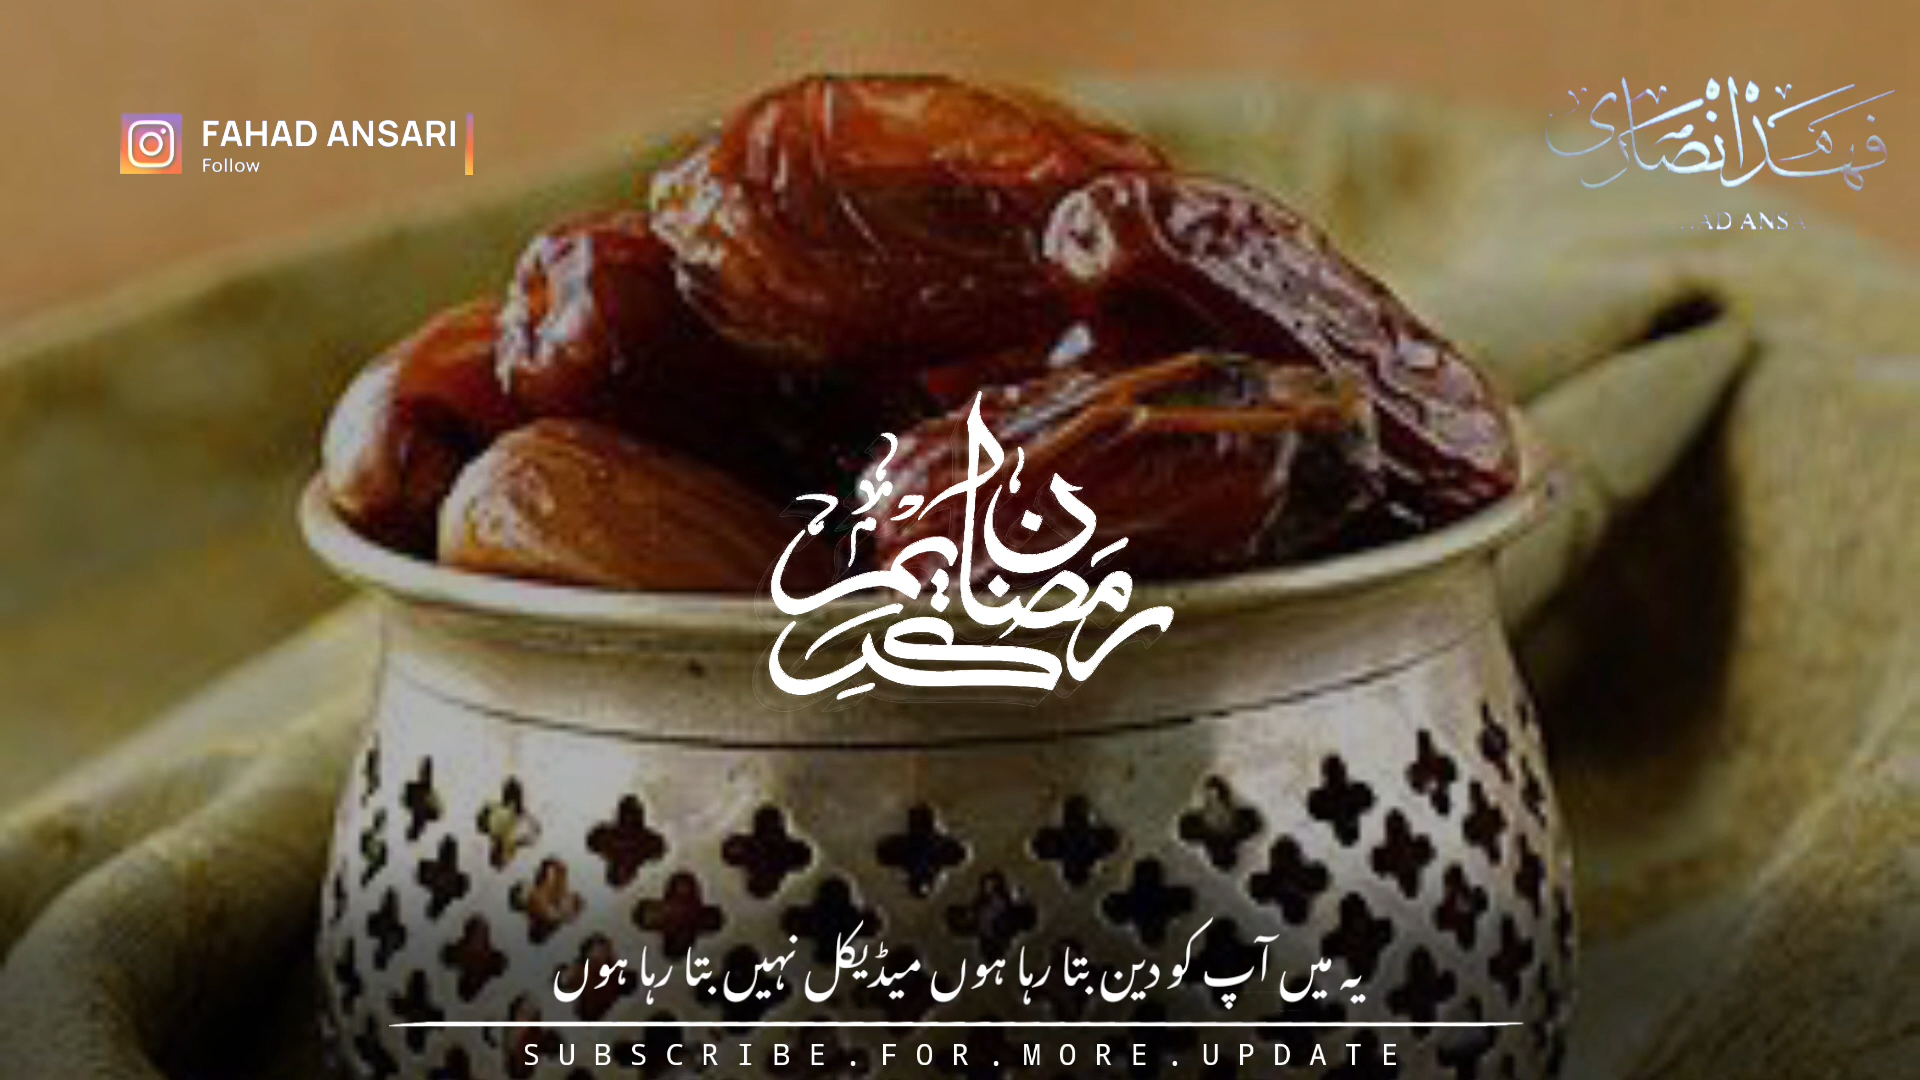 FAHAD ANSARI
Follow
فہد انصاری
رمضان كريم
یہ میں آپ کو دین بتا رہا ہوں میڈیکل نہیں بتا رہا ہوں
SUBSCRIBE.FOR.MORE.UPDATE